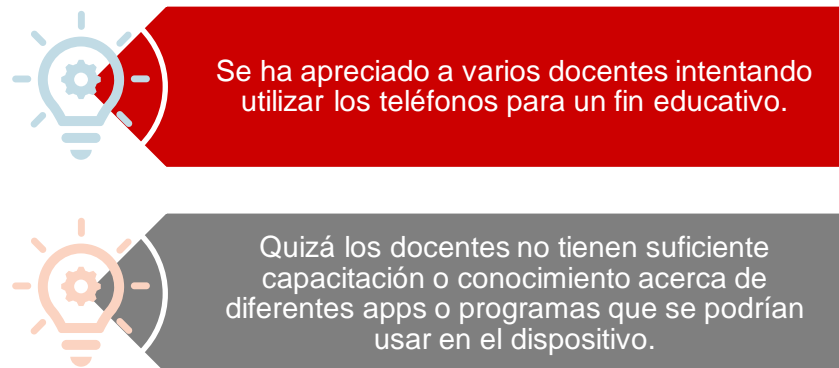 Se ha apreciado a varios docentes intentando
utilizar los teléfonos para un fin educativo.
Quizá los docentes no tienen suficiente
capacitación o conocimiento acerca de
diferentes apps o programas que se podrían
usar en el dispositivo.